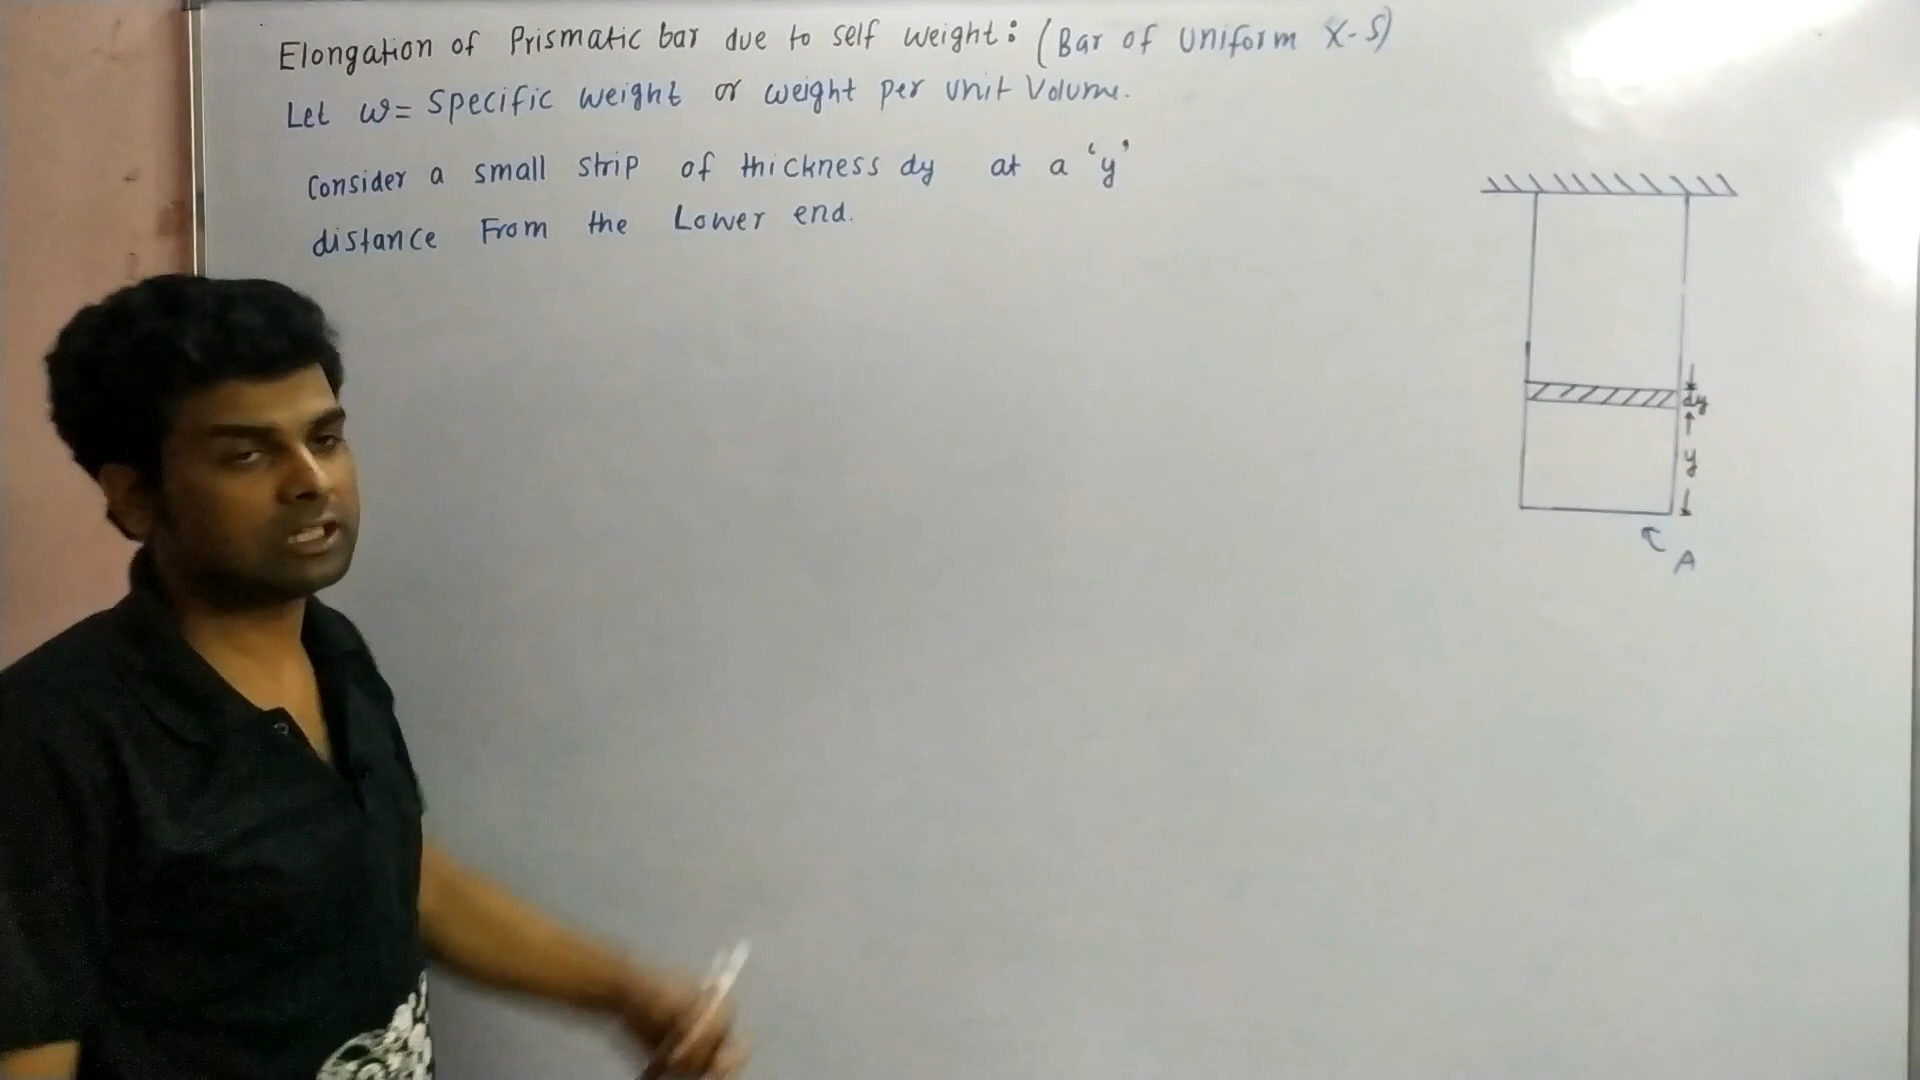 Elongation of Prismatic bar due to self weight: (Bar of uniform X-S)
Let w = Specific weight or weight per unit Volume.
Consider a small strip of thickness dy at a 'y'
distance From the Lower end.
dy
y
A